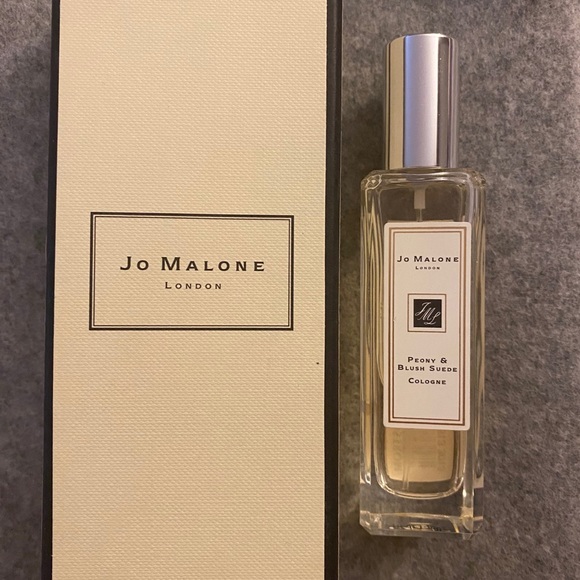 Jo Malone
London
Jo Malone
London
JML
Peony &
Blush Suede
Cologne